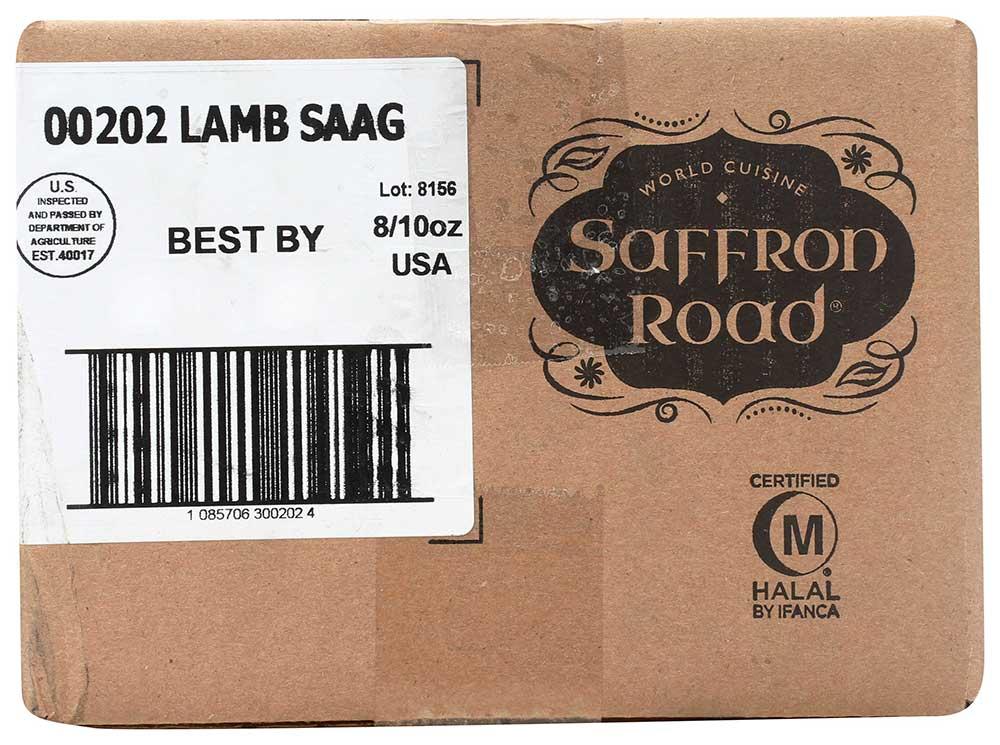 00202 LAMB SAAG
U.S.
INSPECTED
AND PASSED BY
DEPARTMENT OF
AGRICULTURE
EST.40017
BEST BY
Lot: 8156
8/10oz
USA
1 085706 300202 4
WORLD CUISINE
Saffron
Road®
CERTIFIED
M
HALAL
BY IFANCA